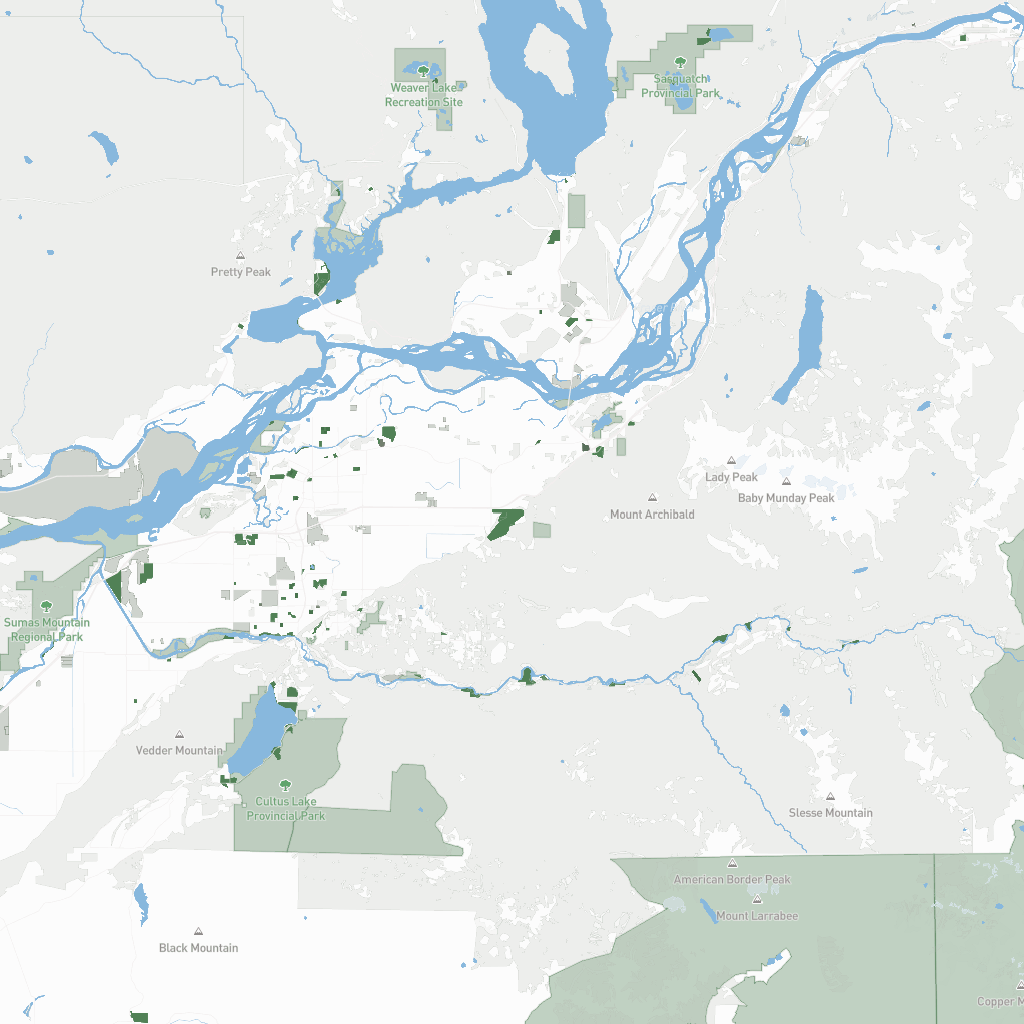 Weaver Lake
Recreation Site
Sasquatch
Provincial Park
Pretty Peak
Lady Peak
Baby Munday Peak
Mount Archibald
Sumas Mountain
Regional Park
Vedder Mountain
Cultus Lake
Provincial Park
Slesse Mountain
American Border Peak
Mount Larrabee
Black Mountain
Copper M